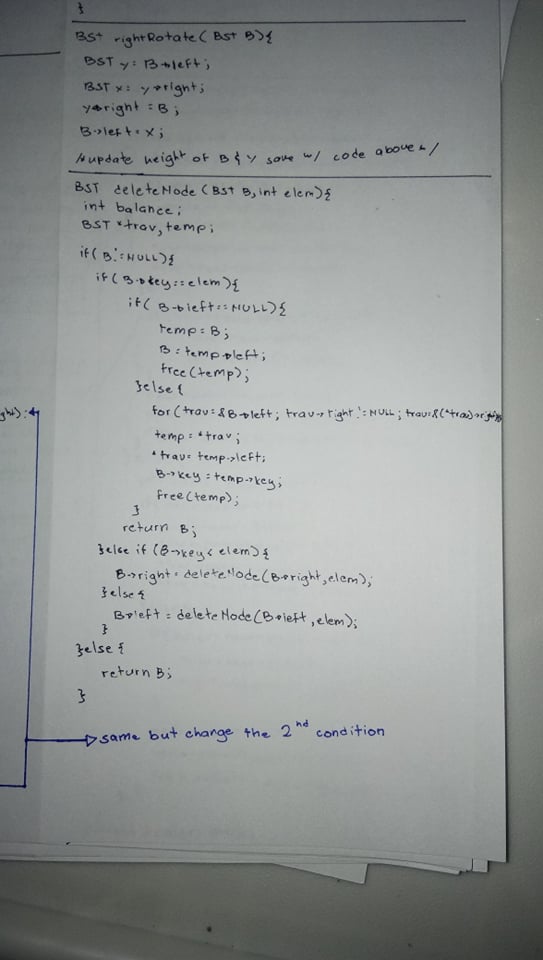 }
BST rightRotate( BST B){
BST y = B->left;
BST x = y->right;
y->right = B;
B->left = x;
/*update height of B & y same w/ code above */
BST deleteNode (BST B, int elem){
int balance;
BST *trav, temp;
if( B != NULL){
if( B->key == elem){
if( B->left == NULL){
temp = B;
B = temp->left;
free(temp);
}else{
for( trav = &B->left; trav->right != NULL; trav = &(*trav)->right)
temp = *trav;
*trav = temp->left;
B->key = temp->key;
free(temp);
}
return B;
}else if (B->key < elem){
B->right = deleteNode(B->right, elem);
}else{
B->left = deleteNode(B->left, elem);
}
}else{
return B;
}
ght);
same but change the 2nd condition